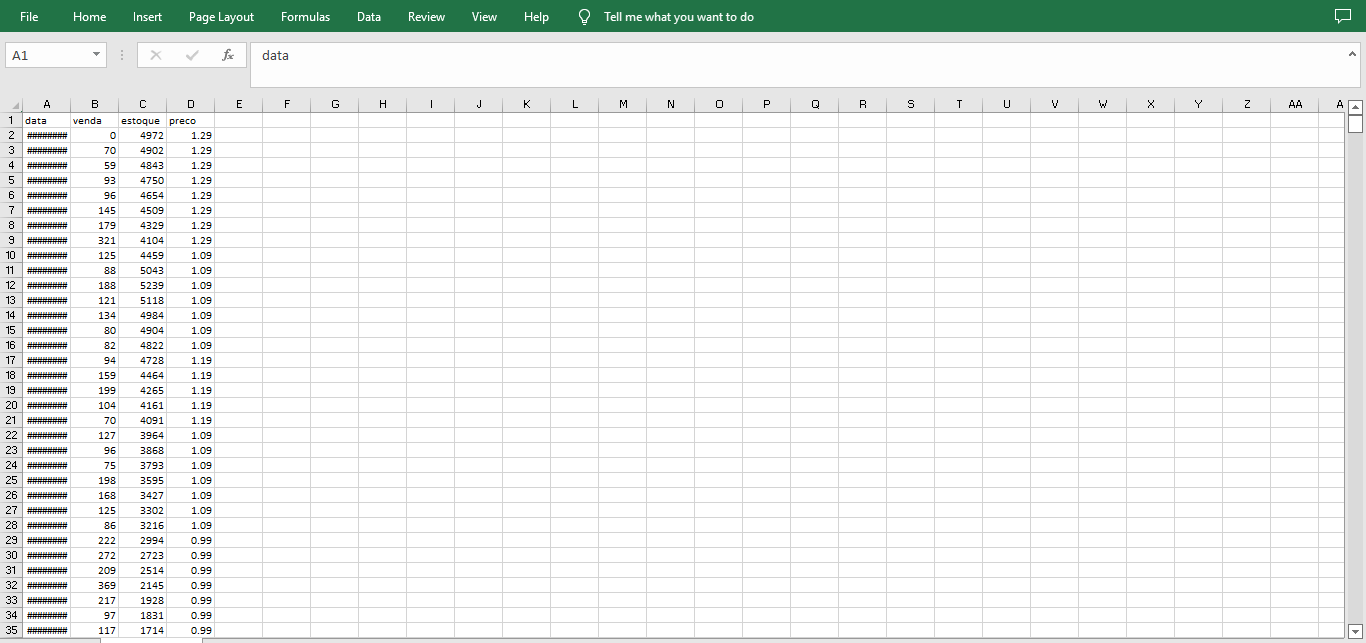 File Home Insert Page Layout Formulas Data Review View Help Tell me what you want to do
A1 fx data
A B C D E F G H I J K L M N O P Q R S T U V W X Y Z AA A
1 data venda estoque preco
2 ######## 0 4972 1.29
3 ######## 70 4902 1.29
4 ######## 59 4843 1.29
5 ######## 93 4750 1.29
6 ######## 96 4654 1.29
7 ######## 145 4509 1.29
8 ######## 179 4329 1.29
9 ######## 321 4104 1.29
10 ######## 125 4459 1.09
11 ######## 88 5043 1.09
12 ######## 188 5239 1.09
13 ######## 121 5118 1.09
14 ######## 134 4984 1.09
15 ######## 80 4904 1.09
16 ######## 82 4822 1.09
17 ######## 94 4728 1.19
18 ######## 159 4464 1.19
19 ######## 199 4265 1.19
20 ######## 104 4161 1.19
21 ######## 70 4091 1.19
22 ######## 127 3964 1.09
23 ######## 96 3868 1.09
24 ######## 75 3793 1.09
25 ######## 198 3595 1.09
26 ######## 168 3427 1.09
27 ######## 125 3302 1.09
28 ######## 86 3216 1.09
29 ######## 222 2994 0.99
30 ######## 272 2723 0.99
31 ######## 209 2514 0.99
32 ######## 369 2145 0.99
33 ######## 217 1928 0.99
34 ######## 97 1831 0.99
35 ######## 117 1714 0.99